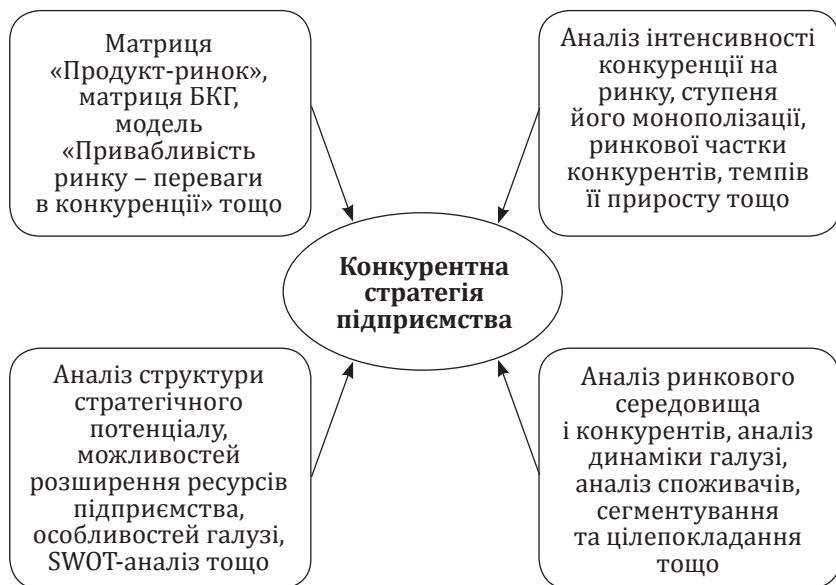 Матриця
«Продукт-ринок»,
матриця БКГ,
модель
«Привабливість
ринку – переваги
в конкуренції» тощо
Аналіз інтенсивності
конкуренції на
ринку, ступеня
його монополізації,
ринкової частки
конкурентів, темпів
її приросту тощо
Конкурентна
стратегія
підприємства
Аналіз структури
стратегічного
потенціалу,
можливостей
розширення ресурсів
підприємства,
особливостей галузі,
SWOT-аналіз тощо
Аналіз ринкового
середовища
і конкурентів, аналіз
динаміки галузі,
аналіз споживачів,
сегментування
та цілепокладання
тощо